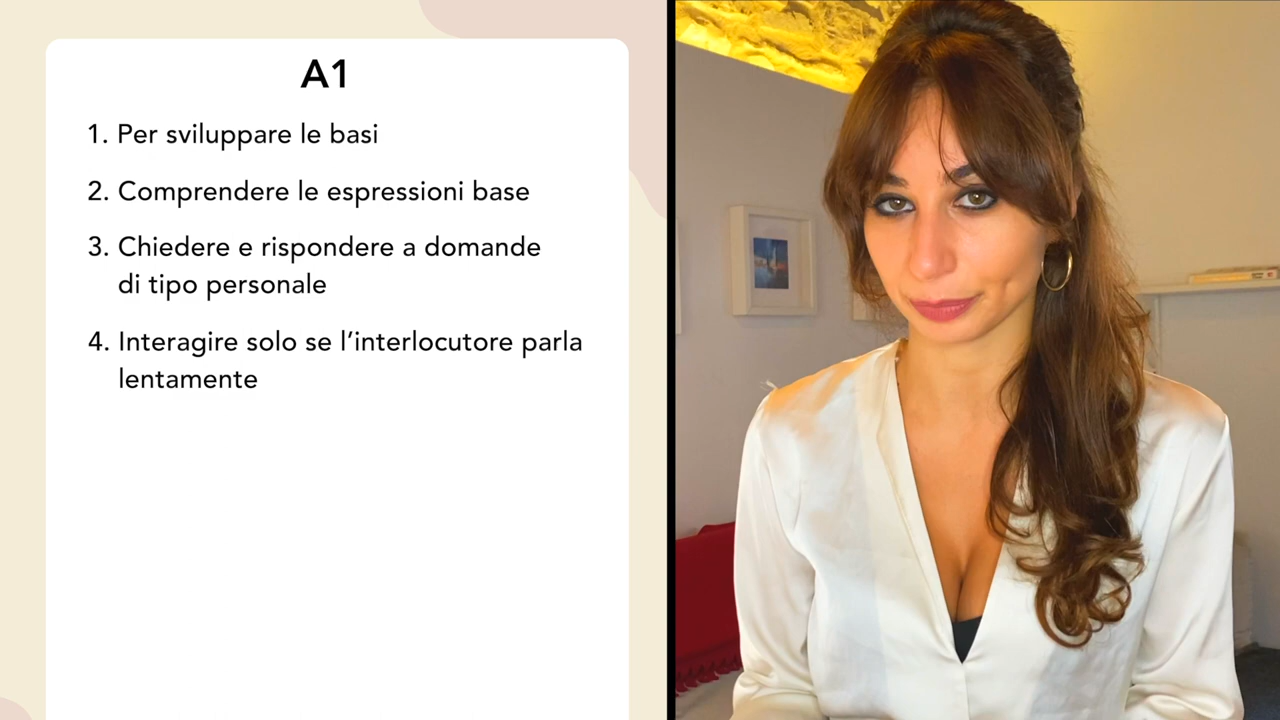 A1
1. Per sviluppare le basi
2. Comprendere le espressioni base
3. Chiedere e rispondere a domande
di tipo personale
4. Interagire solo se l’interlocutore parla
lentamente